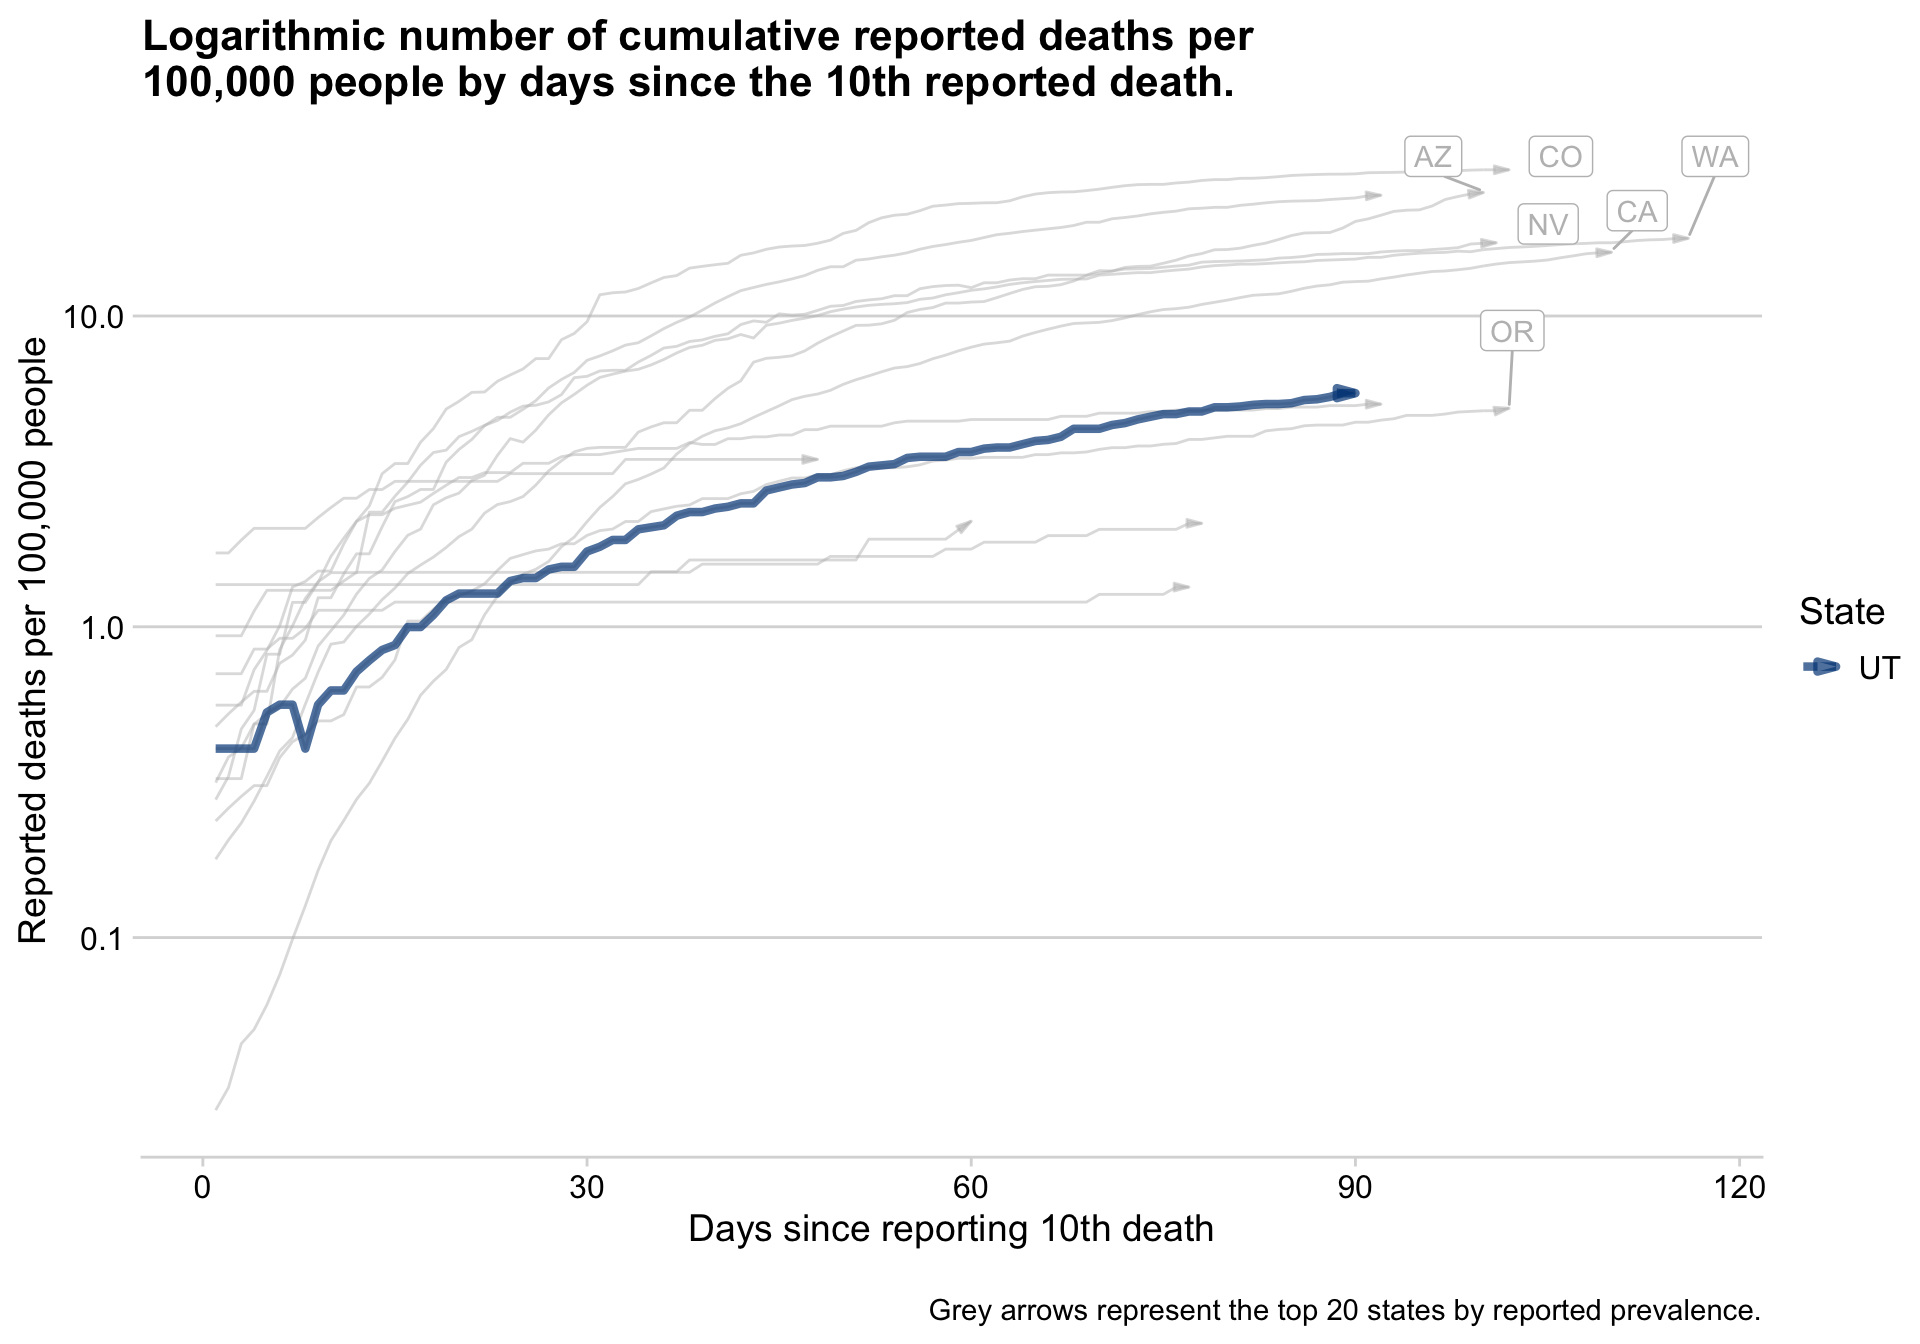 Logarithmic number of cumulative reported deaths per
100,000 people by days since the 10th reported death.
AZ
CO
WA
CA
NV
OR
10.0
1.0
0.1
Reported deaths per 100,000 people
State
UT
0
30
60
90
120
Days since reporting 10th death
Grey arrows represent the top 20 states by reported prevalence.